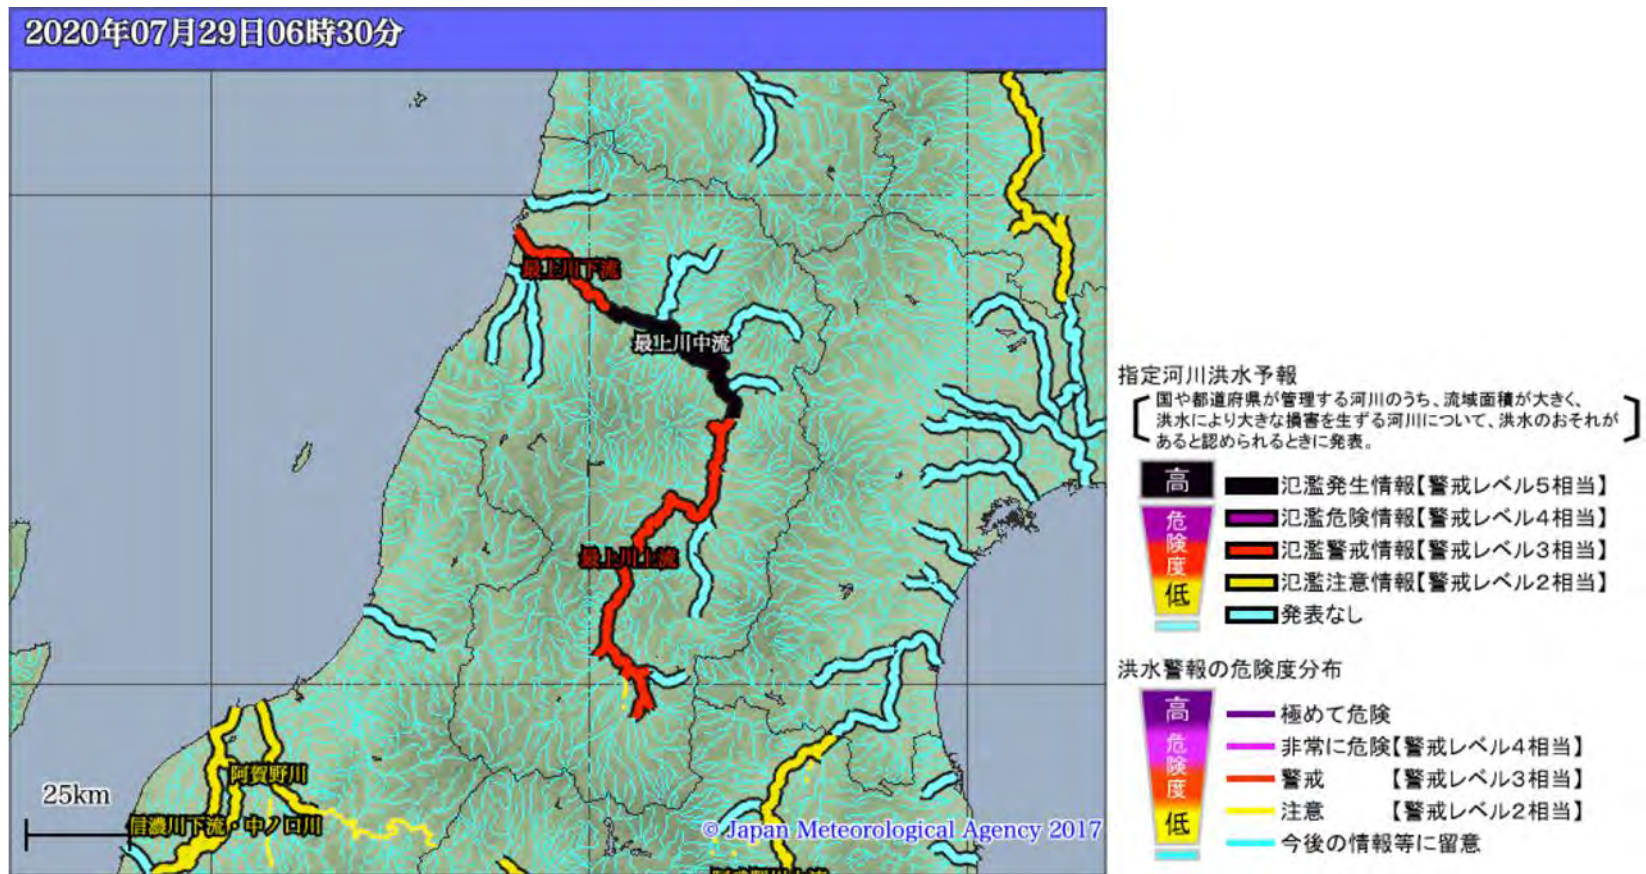 2020年07月29日06時30分
最上川下流
最上川中流
最上川上流
阿賀野川
信濃川下流・中ノ口川
25km
© Japan Meteorological Agency 2017
指定河川洪水予報
国や都道府県が管理する河川のうち、流域面積が大きく、
洪水により大きな損害を生ずる河川について、洪水のおそれが
あると認められるときに発表。
高
危険度
低
氾濫発生情報【警戒レベル5相当】
氾濫危険情報【警戒レベル4相当】
氾濫警戒情報【警戒レベル3相当】
氾濫注意情報【警戒レベル2相当】
発表なし
洪水警報の危険度分布
高
危険度
低
極めて危険
非常に危険【警戒レベル4相当】
警戒 【警戒レベル3相当】
注意 【警戒レベル2相当】
今後の情報等に留意